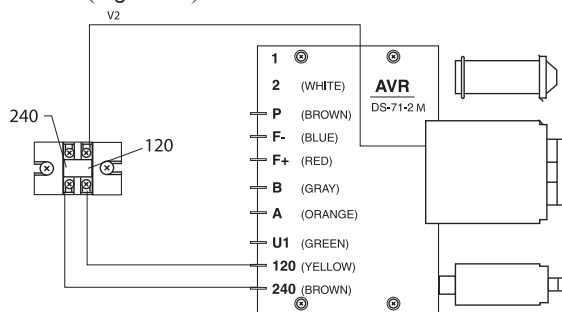 V2
1
2 (WHITE)
AVR
DS-71-2 M
P (BROWN)
F- (BLUE)
F+ (RED)
B (GRAY)
A (ORANGE)
U1 (GREEN)
120 (YELLOW)
240 (BROWN)
240
120